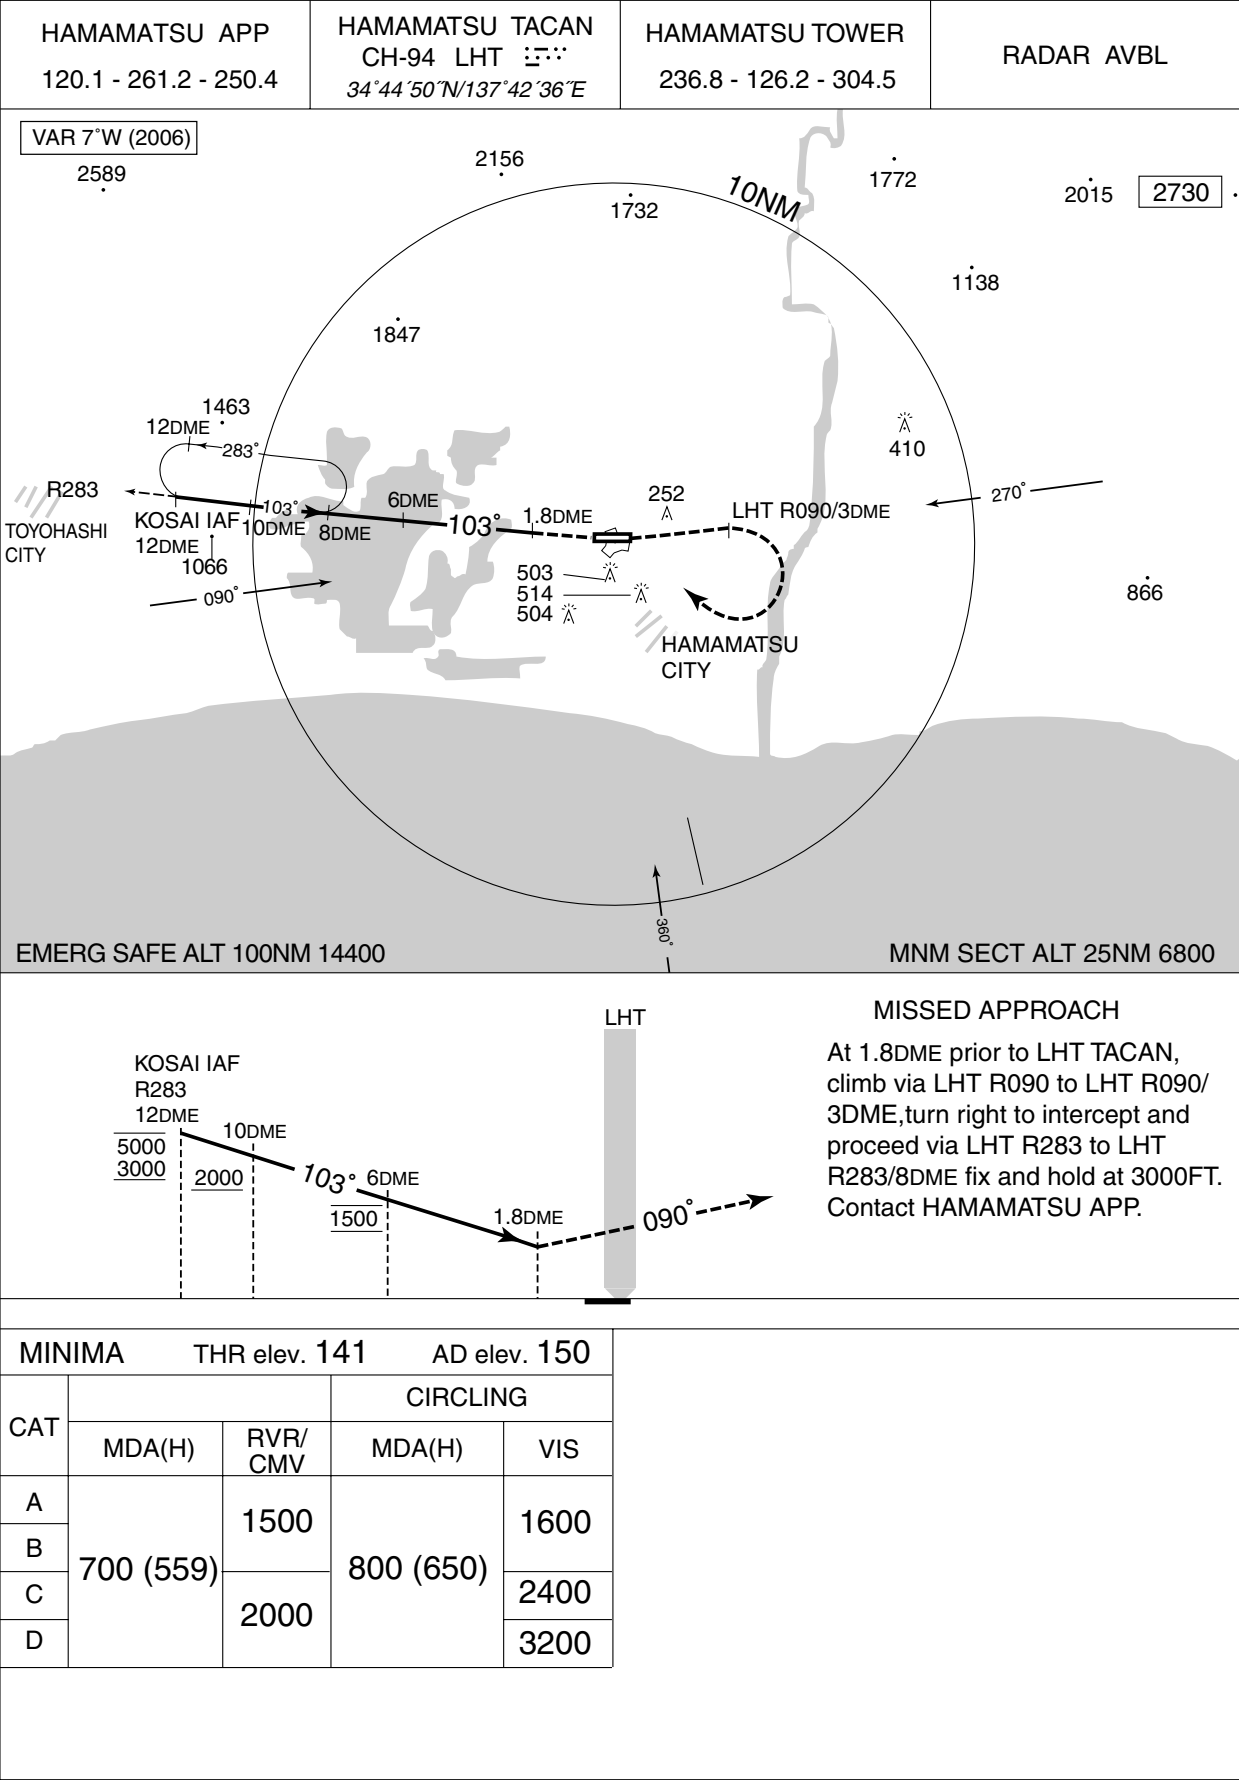 HAMAMATSU APP
120.1 - 261.2 - 250.4
HAMAMATSU TACAN
CH-94 LHT
34°44´50˝N/137°42´36˝E
HAMAMATSU TOWER
236.8 - 126.2 - 304.5
RADAR AVBL
VAR 7°W (2006)
2589
2156
1732
10NM
1772
2015
2730
1138
1847
1463
12DME
283°
410
R283
TOYOHASHI
CITY
KOSAI IAF
12DME
1066
10DME
103°
8DME
6DME
103°
1.8DME
252
LHT R090/3DME
270°
090°
503
514
504
866
HAMAMATSU
CITY
360°
EMERG SAFE ALT 100NM 14400
MNM SECT ALT 25NM 6800
LHT
KOSAI IAF
R283
12DME
10DME
5000
3000
2000
103°
6DME
1500
1.8DME
090°
MISSED APPROACH
At 1.8DME prior to LHT TACAN,
climb via LHT R090 to LHT R090/
3DME,turn right to intercept and
proceed via LHT R283 to LHT
R283/8DME fix and hold at 3000FT.
Contact HAMAMATSU APP.
MINIMA THR elev. 141 AD elev. 150
CAT
CIRCLING
MDA(H)
RVR/
CMV
MDA(H)
VIS
A
B
C
D
700 (559)
1500
2000
800 (650)
1600
2400
3200